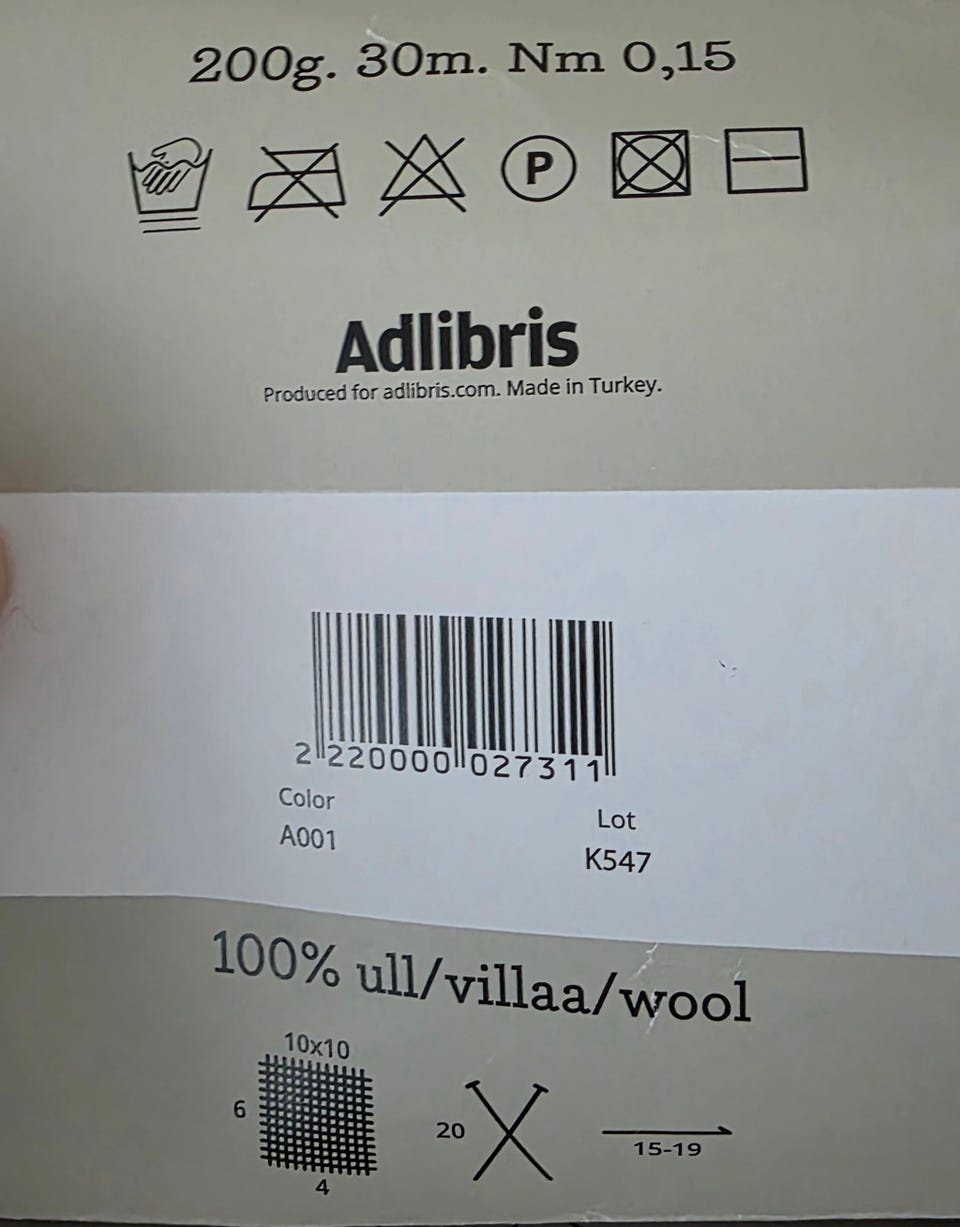 200g. 30m. Nm 0,15
P
Adlibris
Produced for adlibris.com. Made in Turkey.
2 220000 027311
Color
A001
Lot
K547
100% ull/villaa/wool
10x10
6
4
20
15-19